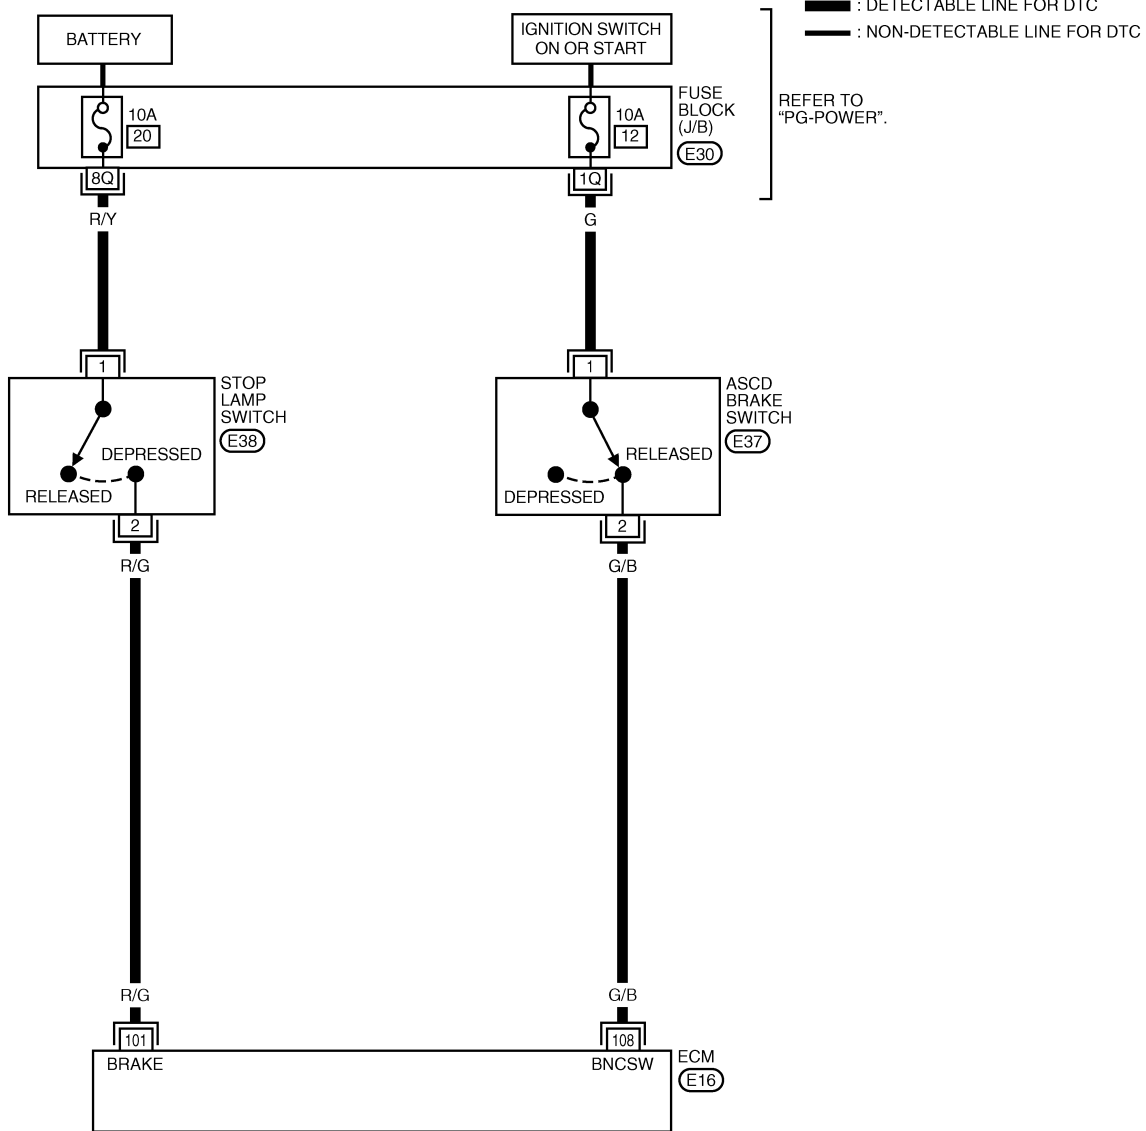 : DETECTABLE LINE FOR DTC
: NON-DETECTABLE LINE FOR DTC
BATTERY
IGNITION SWITCH
ON OR START
10A
20
10A
12
FUSE
BLOCK
(J/B)
E30
REFER TO
"PG-POWER".
8Q
1Q
R/Y
G
1
1
STOP
LAMP
SWITCH
E38
DEPRESSED
RELEASED
ASCD
BRAKE
SWITCH
E37
RELEASED
DEPRESSED
2
2
R/G
G/B
R/G
G/B
101
108
BRAKE
BNCSW
ECM
E16